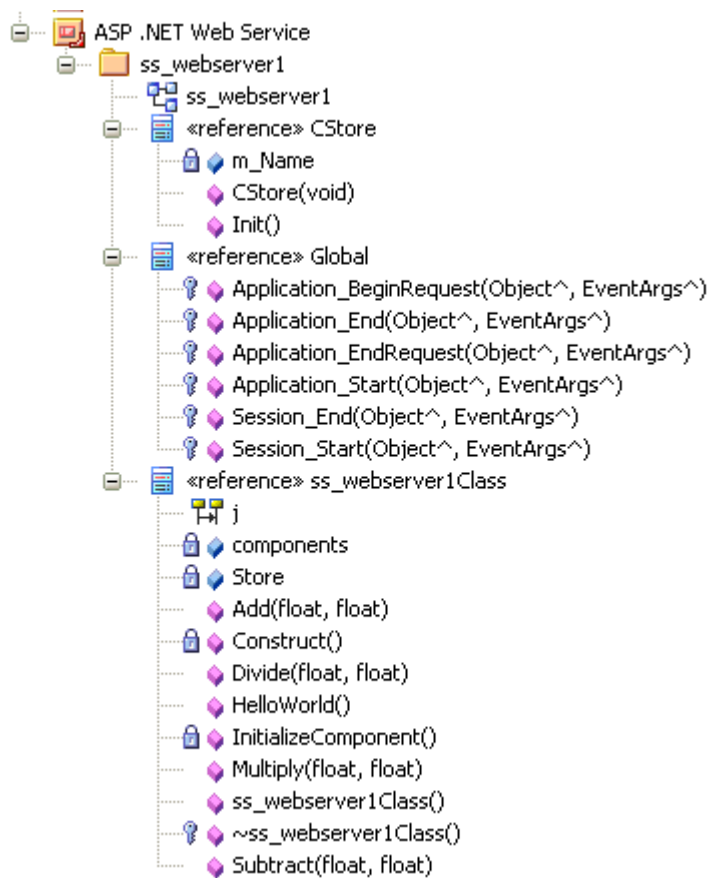 ASP .NET Web Service
ss_webserver1
ss_webserver1
«reference» CStore
m_Name
CStore(void)
Init()
«reference» Global
Application_BeginRequest(Object^, EventArgs^)
Application_End(Object^, EventArgs^)
Application_EndRequest(Object^, EventArgs^)
Application_Start(Object^, EventArgs^)
Session_End(Object^, EventArgs^)
Session_Start(Object^, EventArgs^)
«reference» ss_webserver1Class
j
components
Store
Add(float, float)
Construct()
Divide(float, float)
HelloWorld()
InitializeComponent()
Multiply(float, float)
ss_webserver1Class()
~ss_webserver1Class()
Subtract(float, float)